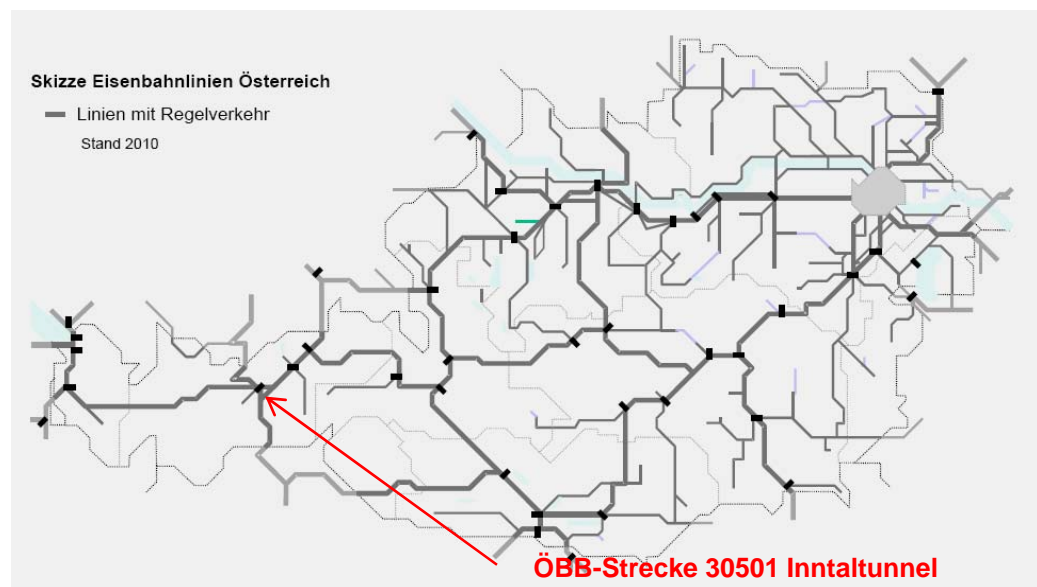 Skizze Eisenbahnlinien Österreich
Linien mit Regelverkehr
Stand 2010
ÖBB-Strecke 30501 Inntaltunnel